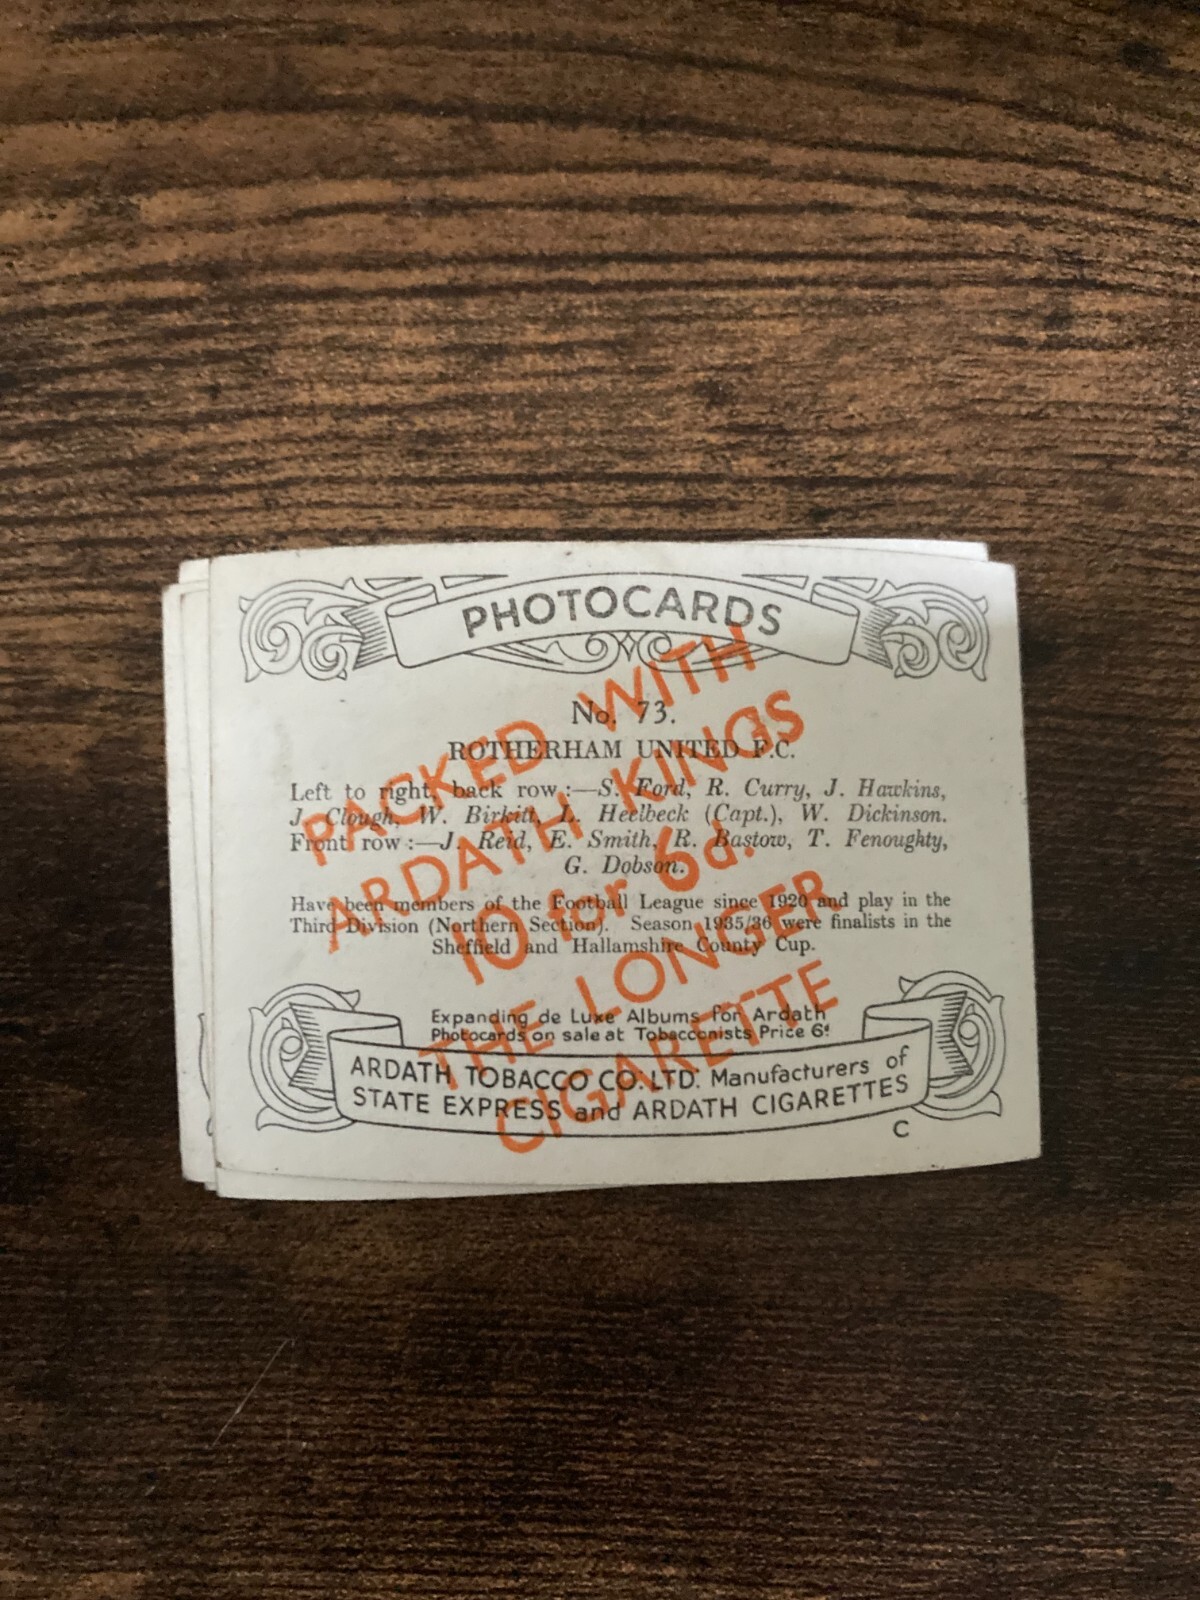 PHOTOCARDS
No. 73.
ROTHERHAM UNITED F.C.
Left to right, back row :—S. Ford, R. Curry, J. Hawkins,
J. Clough, W. Birkitt, L. Heelbeck (Capt.), W. Dickinson.
Front row :—J. Reid, E. Smith, R. Bastow, T. Fenoughty,
G. Dobson.
Have been members of the Football League since 1920 and play in the
Third Division (Northern Section). Season 1935/36 were finalists in the
Sheffield and Hallamshire County Cup.
Expanding de Luxe Albums for Ardath
Photocards on sale at Tobacconists Price 6d
ARDATH TOBACCO CO. LTD. Manufacturers of
STATE EXPRESS and ARDATH CIGARETTES
C
PACKED WITH
ARDATH KINGS
10 for 6d.
THE LONGER
CIGARETTE